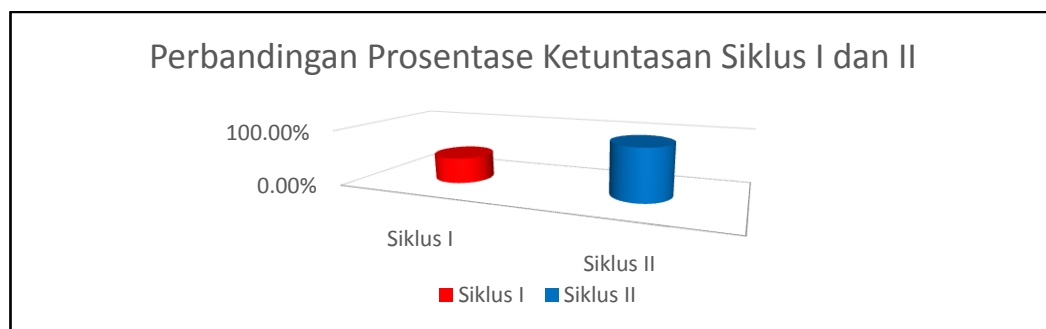 Perbandingan Prosentase Ketuntasan Siklus I dan II
100.00%
0.00%
Siklus I
Siklus II
Siklus I Siklus II